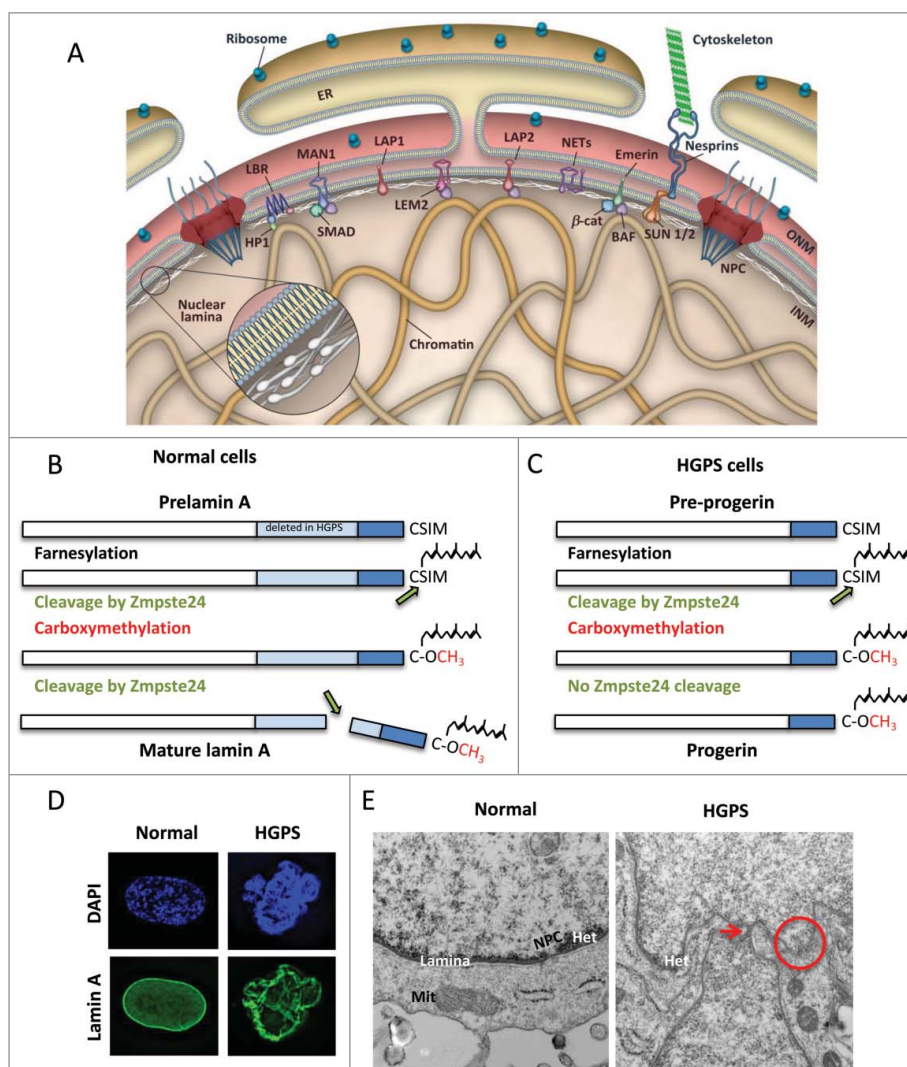 A
Ribosome
Cytoskeleton
ER
LAP1
LAP2
NETs
Emerin
Nesprins
MAN1
LBR
LEM2
β-cat
SMAD
HP1
BAF
SUN 1/2
ONM
NPC
INM
Nuclear
lamina
Chromatin
B
Normal cells
Prelamin A
deleted in HGPS
CSIM
Farnesylation
CSIM
Cleavage by Zmpste24
Carboxymethylation
C-OCH3
Cleavage by Zmpste24
C-OCH3
Mature lamin A
C
HGPS cells
Pre-progerin
CSIM
Farnesylation
CSIM
Cleavage by Zmpste24
Carboxymethylation
C-OCH3
No Zmpste24 cleavage
C-OCH3
Progerin
D
Normal
HGPS
DAPI
Lamin A
E
Normal
HGPS
NPC
Het
Lamina
Mit
Het